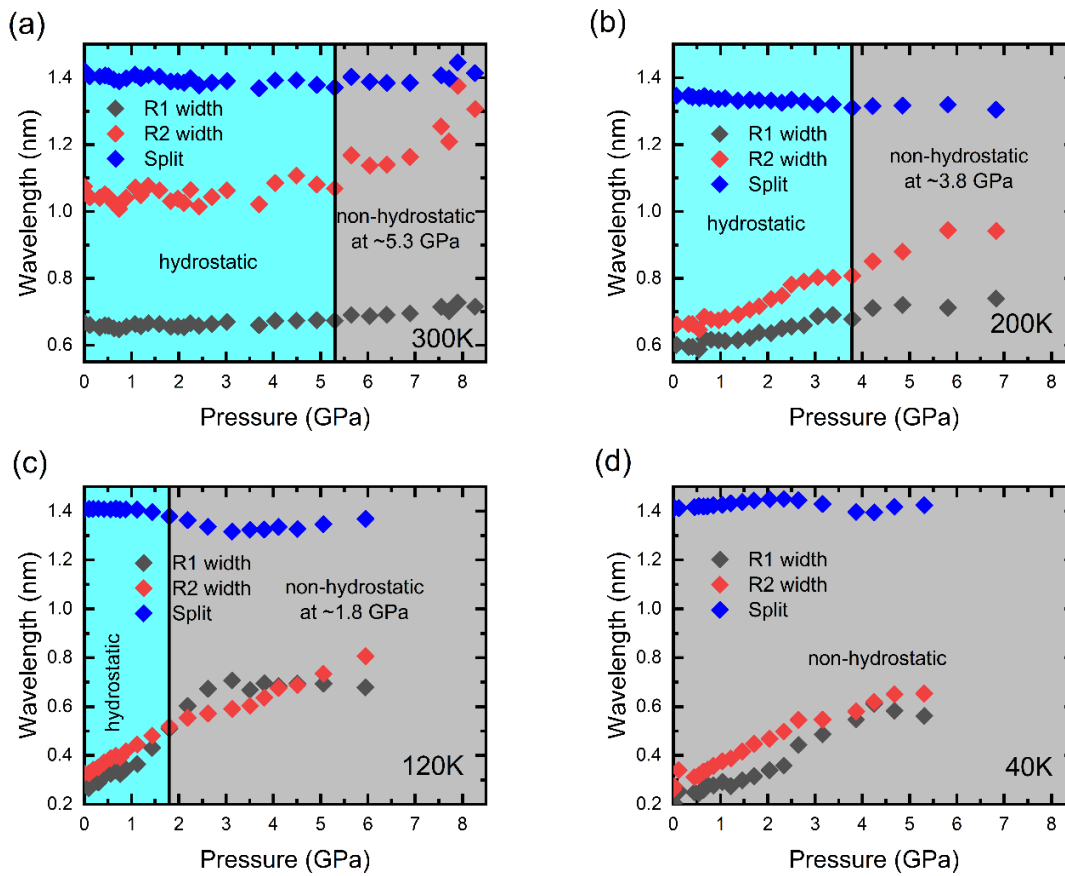 (a)
Wavelength (nm)
1.4
1.2
1.0
0.8
0.6
R1 width
R2 width
Split
hydrostatic
non-hydrostatic
at ~5.3 GPa
300K
0 1 2 3 4 5 6 7 8
Pressure (GPa)
(b)
Wavelength (nm)
1.4
1.2
1.0
0.8
0.6
R1 width
R2 width
Split
hydrostatic
non-hydrostatic
at ~3.8 GPa
200K
0 1 2 3 4 5 6 7 8
Pressure (GPa)
(c)
Wavelength (nm)
1.4
1.2
1.0
0.8
0.6
0.4
0.2
R1 width
R2 width
Split
hydrostatic
non-hydrostatic
at ~1.8 GPa
120K
0 1 2 3 4 5 6 7 8
Pressure (GPa)
(d)
Wavelength (nm)
1.4
1.2
1.0
0.8
0.6
0.4
0.2
R1 width
R2 width
Split
non-hydrostatic
40K
0 1 2 3 4 5 6 7 8
Pressure (GPa)